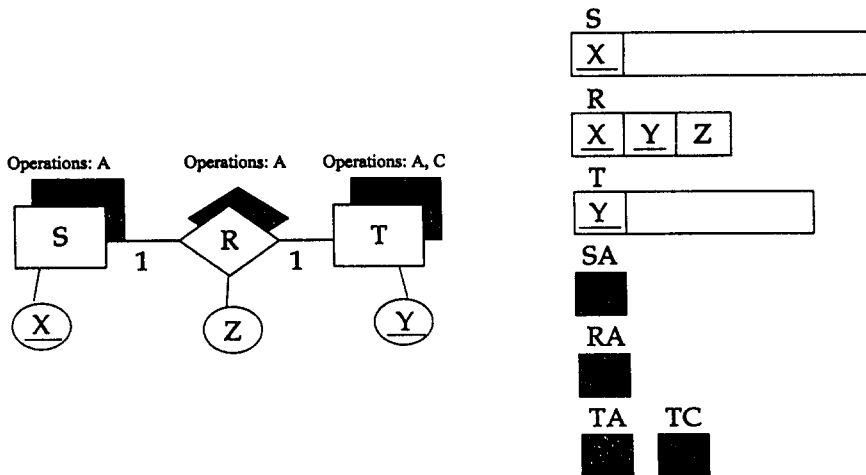 Operations: A
Operations: A
Operations: A, C
S
R
T
1
1
X
Z
Y
S
X
R
X Y Z
T
Y
SA
RA
TA TC